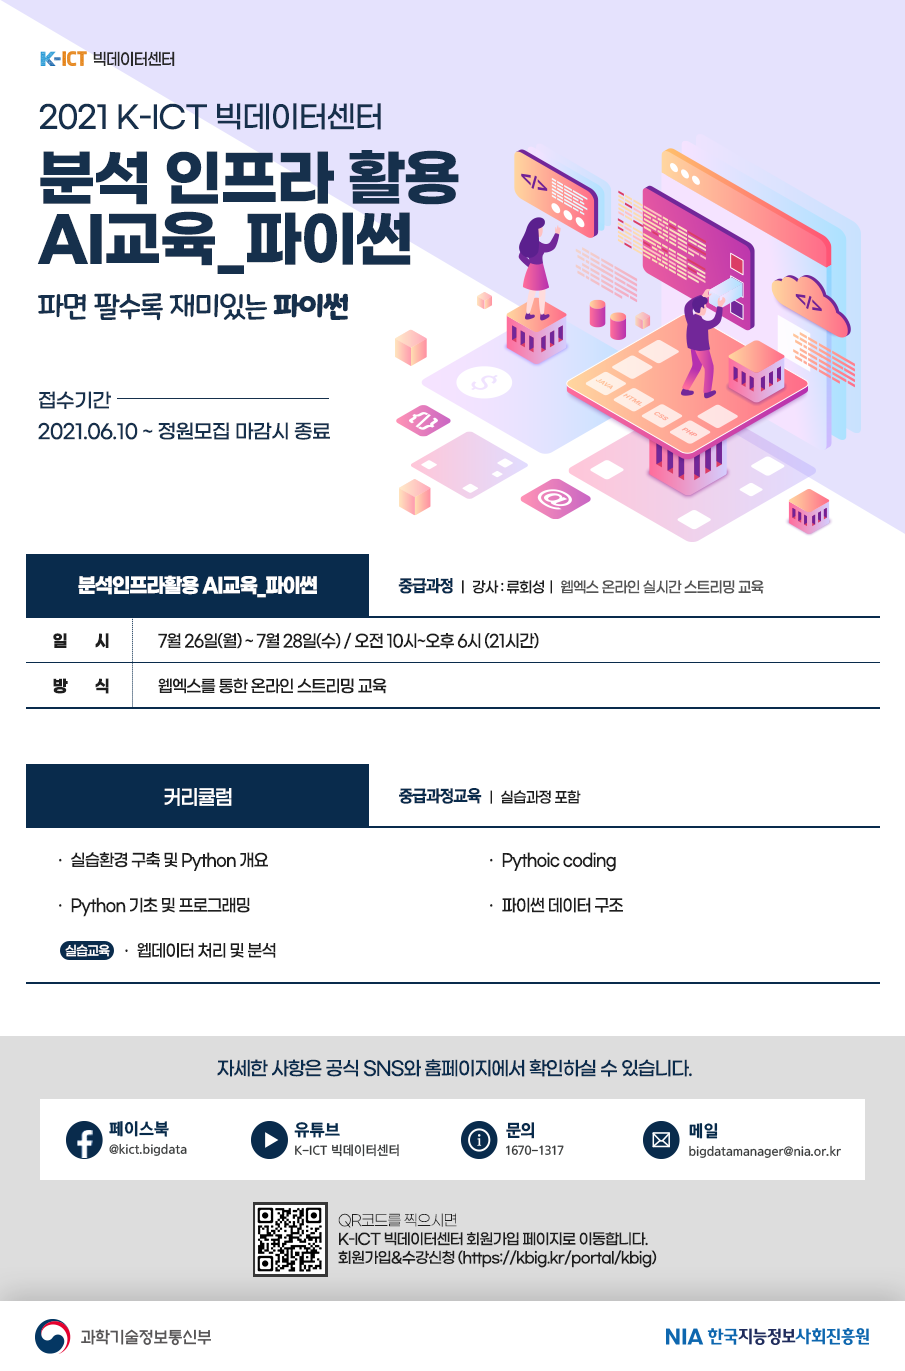 K-ICT 빅데이터센터
2021 K-ICT 빅데이터센터
분석 인프라 활용
AI교육_파이썬
파면 팔수록 재미있는 파이썬
</>
</>
{}
$
@
JAVA
HTML
CSS
PHP
접수기간
2021.06.10 ~ 정원모집 마감시 종료
분석인프라활용 AI교육_파이썬
중급과정 | 강사 : 류회성 | 웹엑스 온라인 실시간 스트리밍 교육
일 시 7월 26일(월) ~ 7월 28일(수) / 오전 10시~오후 6시 (21시간)
방 식 웹엑스를 통한 온라인 스트리밍 교육
커리큘럼
중급과정교육 | 실습과정 포함
· 실습환경 구축 및 Python 개요
· Pythoic coding
· Python 기초 및 프로그래밍
· 파이썬 데이터 구조
실습교육 · 웹데이터 처리 및 분석
자세한 사항은 공식 SNS와 홈페이지에서 확인하실 수 있습니다.
페이스북
@kict.bigdata
유튜브
K-ICT 빅데이터센터
문의
1670-1317
메일
bigdatamanager@nia.or.kr
QR코드를 찍으시면
K-ICT 빅데이터센터 회원가입 페이지로 이동합니다.
회원가입&수강신청 (https://kbig.kr/portal/kbig)
과학기술정보통신부
NIA 한국지능정보사회진흥원